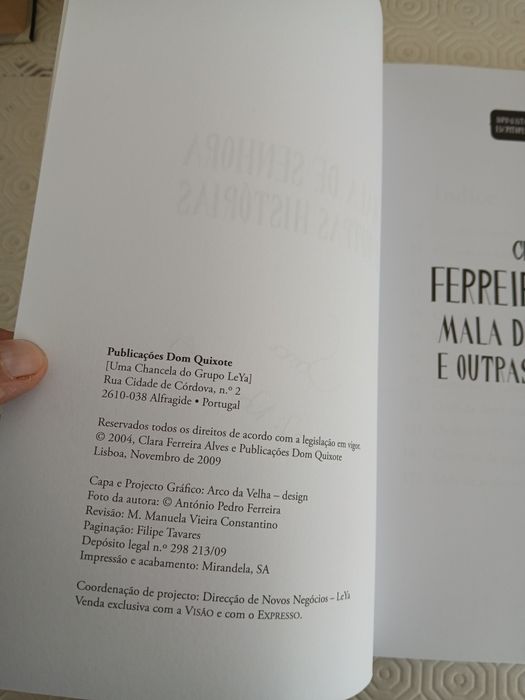 Publicações Dom Quixote
[Uma Chancela do Grupo LeYa]
Rua Cidade de Córdova, n.º 2
2610-038 Alfragide • Portugal
Reservados todos os direitos de acordo com a legislação em vigor.
© 2004, Clara Ferreira Alves e Publicações Dom Quixote
Lisboa, Novembro de 2009
Capa e Projecto Gráfico: Arco da Velha – design
Foto da autora: © António Pedro Ferreira
Revisão: M. Manuela Vieira Constantino
Paginação: Filipe Tavares
Depósito legal n.º 298 213/09
Impressão e acabamento: Mirandela, SA
Coordenação de projecto: Direcção de Novos Negócios – LeYa
Venda exclusiva com a VISÃO e com o EXPRESSO.
FERREI
MALA D
E OUTRAS